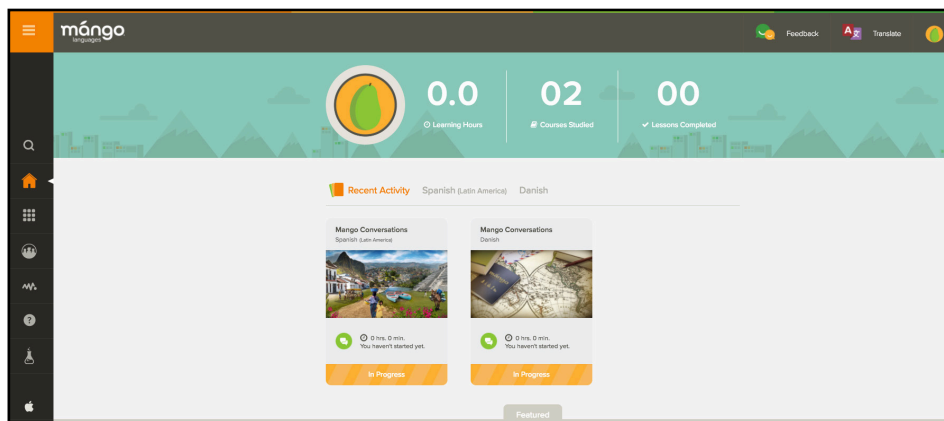 mángo
languages
Feedback
Translate
0.0
02
00
Learning Hours
Courses Studied
Lessons Completed
Recent Activity Spanish (Latin America) Danish
Mango Conversations
Spanish (Latin America)
0 hrs. 0 min.
You haven't started yet.
In Progress
Mango Conversations
Danish
0 hrs. 0 min.
You haven't started yet.
In Progress
Featured